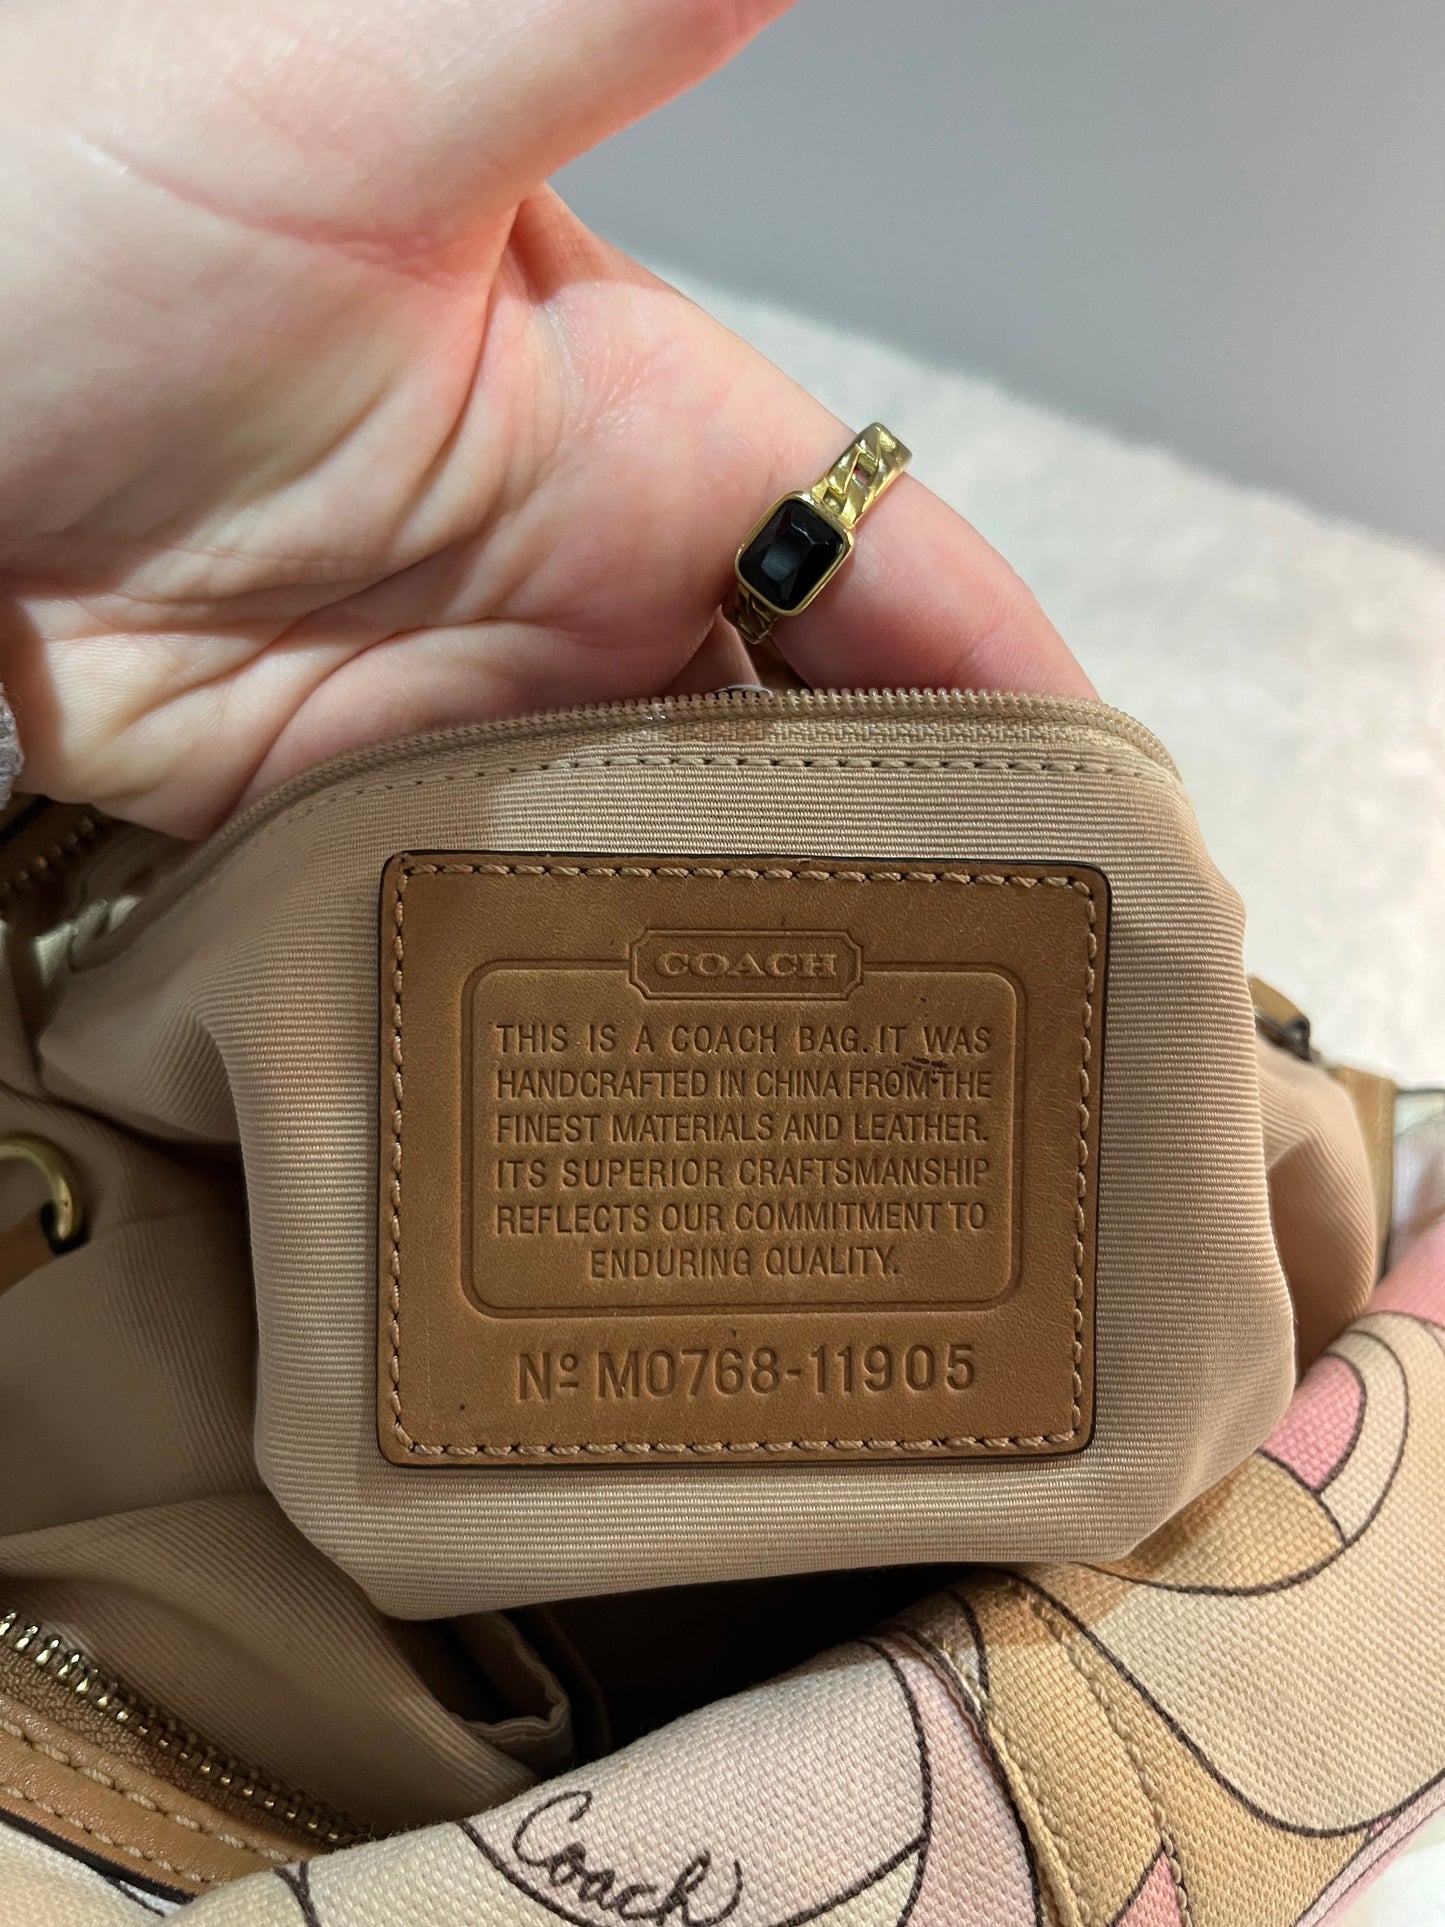 COACH
THIS IS A COACH BAG. IT WAS
HANDCRAFTED IN CHINA FROM THE
FINEST MATERIALS AND LEATHER.
ITS SUPERIOR CRAFTSMANSHIP
REFLECTS OUR COMMITMENT TO
ENDURING QUALITY.
Nº M0768-11905
Coach